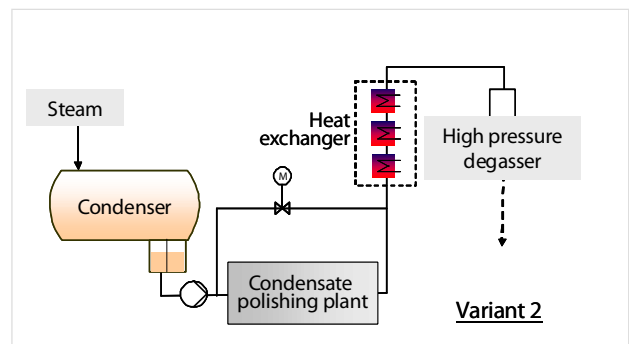 Steam
Condenser
M
Heat
exchanger
High pressure
degasser
Condensate
polishing plant
Variant 2